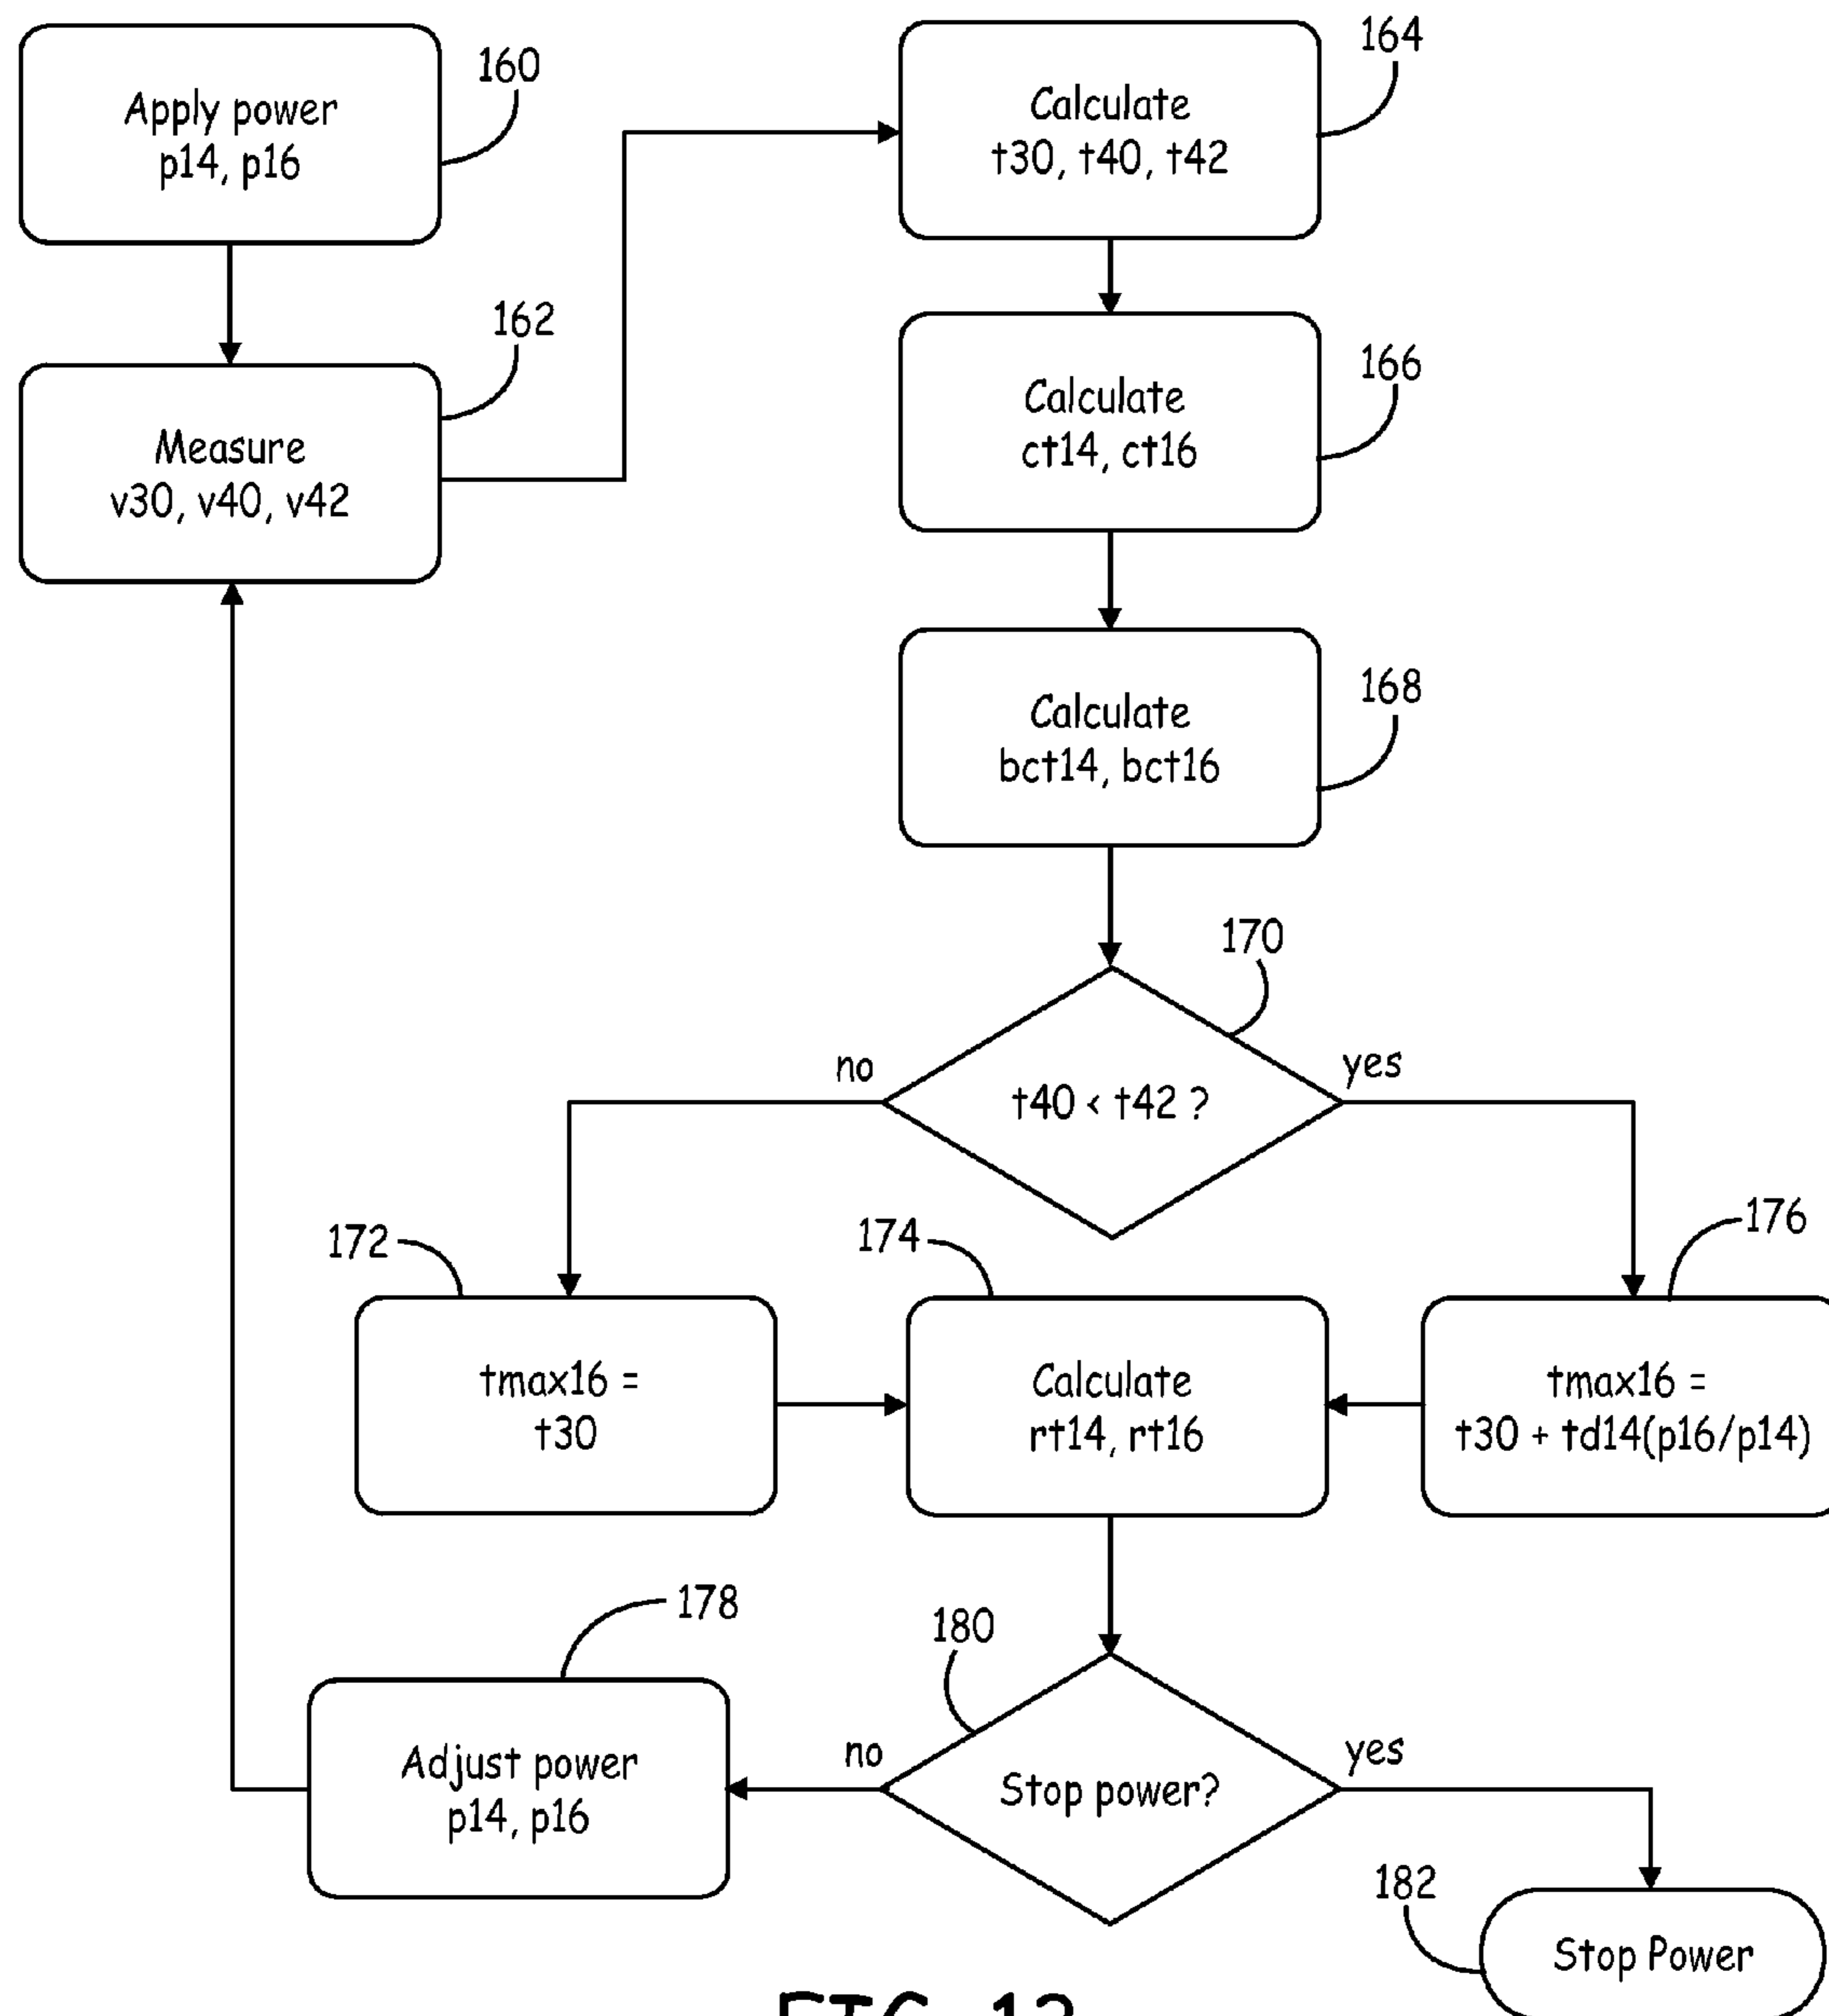 Apply power
p14, p16
160
Measure
v30, v40, v42
162
Calculate
t30, t40, t42
164
Calculate
ct14, ct16
166
Calculate
bct14, bct16
168
170
t40 < t42 ?
no
yes
172
tmax16 =
t30
174
Calculate
rt14, rt16
176
tmax16 =
t30 + td14(p16/p14)
178
Adjust power
p14, p16
180
no
Stop power?
yes
182
Stop Power